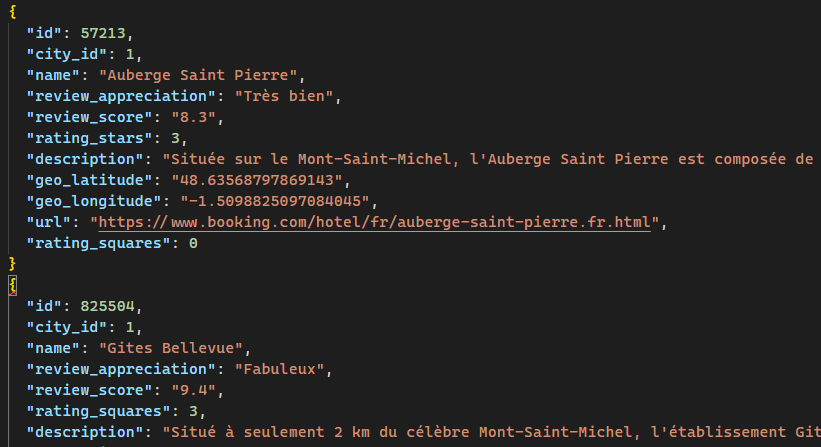 {
"id": 57213,
"city_id": 1,
"name": "Auberge Saint Pierre",
"review_appreciation": "Très bien",
"review_score": "8.3",
"rating_stars": 3,
"description": "Située sur le Mont-Saint-Michel, l'Auberge Saint Pierre est composée de
"geo_latitude": "48.63568797869143",
"geo_longitude": "-1.5098825097084045",
"url": "https://www.booking.com/hotel/fr/auberge-saint-pierre.fr.html",
"rating_squares": 0
}
{
"id": 825504,
"city_id": 1,
"name": "Gites Bellevue",
"review_appreciation": "Fabuleux",
"review_score": "9.4",
"rating_squares": 3,
"description": "Situé à seulement 2 km du célèbre Mont-Saint-Michel, l'établissement Git